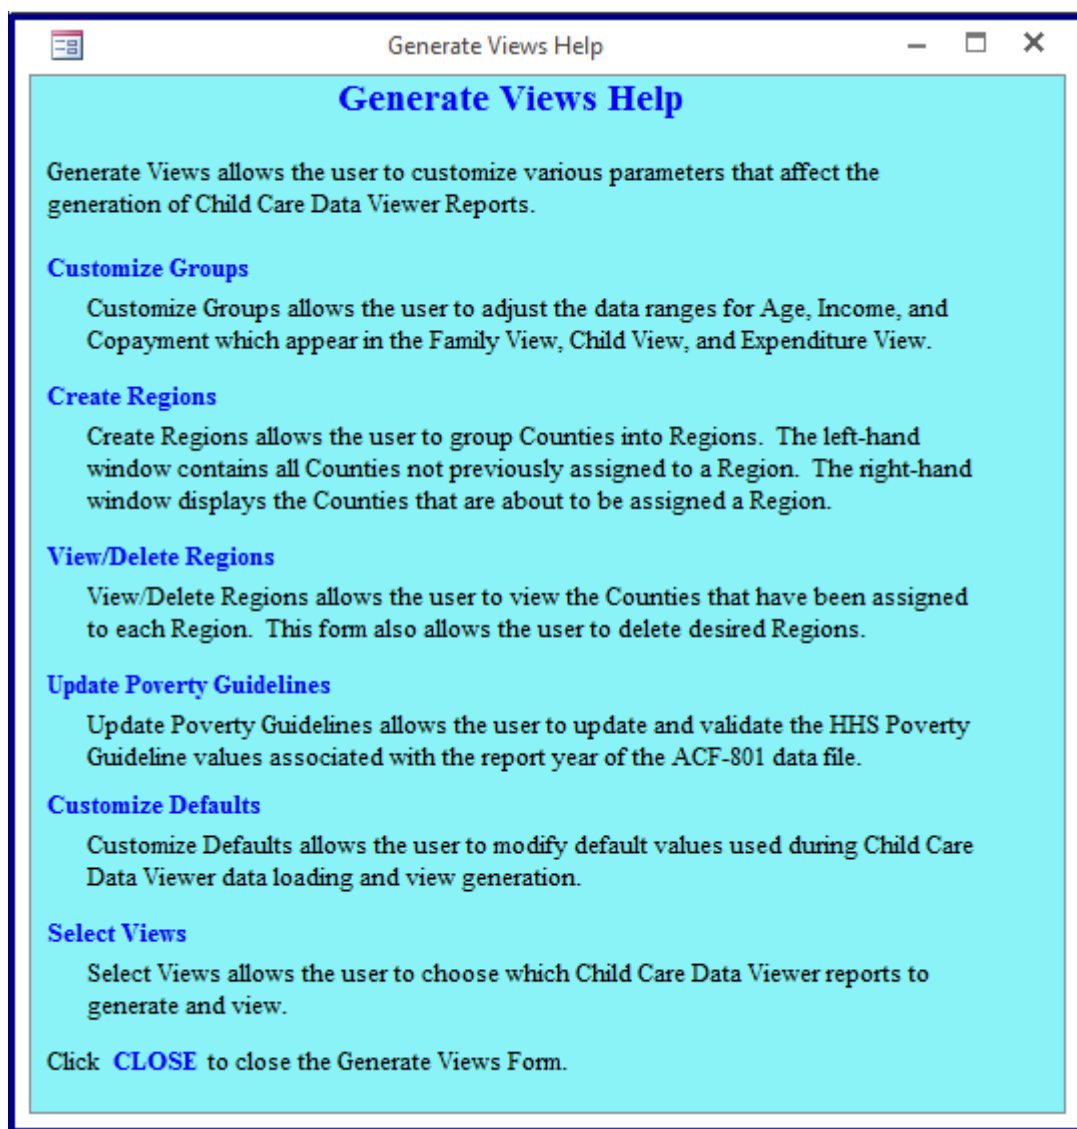 Generate Views Help
Generate Views Help
Generate Views allows the user to customize various parameters that affect the
generation of Child Care Data Viewer Reports.
Customize Groups
Customize Groups allows the user to adjust the data ranges for Age, Income, and
Copayment which appear in the Family View, Child View, and Expenditure View.
Create Regions
Create Regions allows the user to group Counties into Regions.  The left-hand
window contains all Counties not previously assigned to a Region.  The right-hand
window displays the Counties that are about to be assigned a Region.
View/Delete Regions
View/Delete Regions allows the user to view the Counties that have been assigned
to each Region.  This form also allows the user to delete desired Regions.
Update Poverty Guidelines
Update Poverty Guidelines allows the user to update and validate the HHS Poverty
Guideline values associated with the report year of the ACF-801 data file.
Customize Defaults
Customize Defaults allows the user to modify default values used during Child Care
Data Viewer data loading and view generation.
Select Views
Select Views allows the user to choose which Child Care Data Viewer reports to
generate and view.
Click CLOSE to close the Generate Views Form.